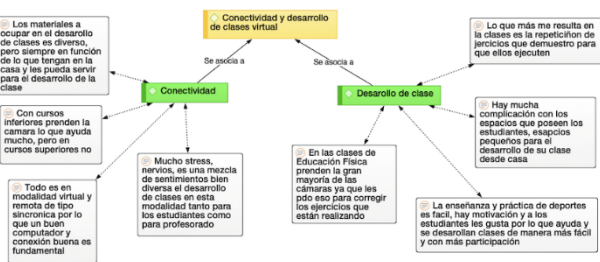 Conectividad y desarrollo
de clases virtual
Se asocia a
Se asocia a
Los materiales a
ocupar en el desarollo
de clases es diverso,
pero siempre en función
de lo que tengan en la
casa y les pueda servir
para el desarrollo de la
clase
Conectividad
Con cursos
inferiores prenden la
camara lo que ayuda
mucho, pero en
cursos superiores no
Todo es en
modalidad virtual y
remota de tipo
sincronica por lo
que un buen
computador y
conexión buena es
fundamental
Mucho stress,
nervios, es una mezcla
de sentimientos bien
diversa el desarrollo
de clases en esta
modalidad tanto para
los estudiantes como
para profesorado
Desarollo de clase
Lo que más me resulta en
la clases es la repeticiñon de
jercicios que demuestro para
que ellos ejecuten
Hay mucha
complicación con los
espacios que poseen los
estudiantes, esapcios
pequeños para el
desarrollo de su clase
desde casa
En las clases de
Educación Física
prenden la gran
mayoría de las
cámaras ya que les
pdo eso para corregir
los ejercicios que
están realizando
La enseñanza y práctica de deportes
es facil, hay motivación y a los
estudiantes les gusta por lo que ayuda y
se desarollan clases de manera más fácil
y con más participación